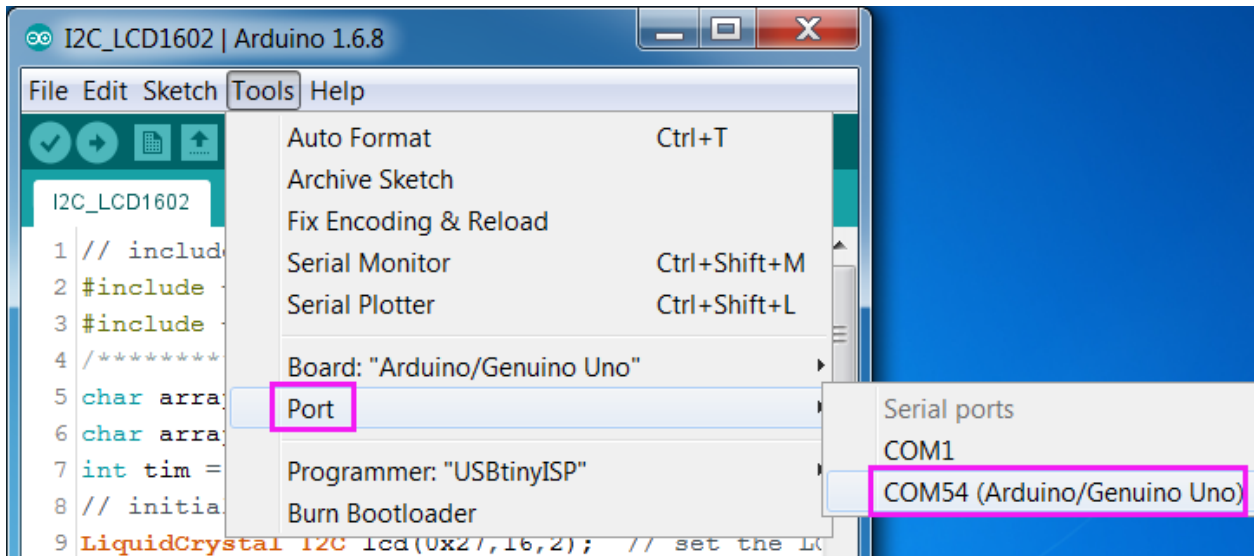 I2C_LCD1602 | Arduino 1.6.8
File Edit Sketch Tools Help
Auto Format Ctrl+T
Archive Sketch
Fix Encoding & Reload
Serial Monitor Ctrl+Shift+M
Serial Plotter Ctrl+Shift+L
Board: "Arduino/Genuino Uno"
Port
Programmer: "USBtinyISP"
Burn Bootloader
Serial ports
COM1
COM54 (Arduino/Genuino Uno)
I2C_LCD1602
1 // includ
2 #include
3 #include
4 /*********
5 char arra
6 char arra
7 int tim =
8 // initia
9 LiquidCrystal_I2C lcd(0x27,16,2); // set the LC